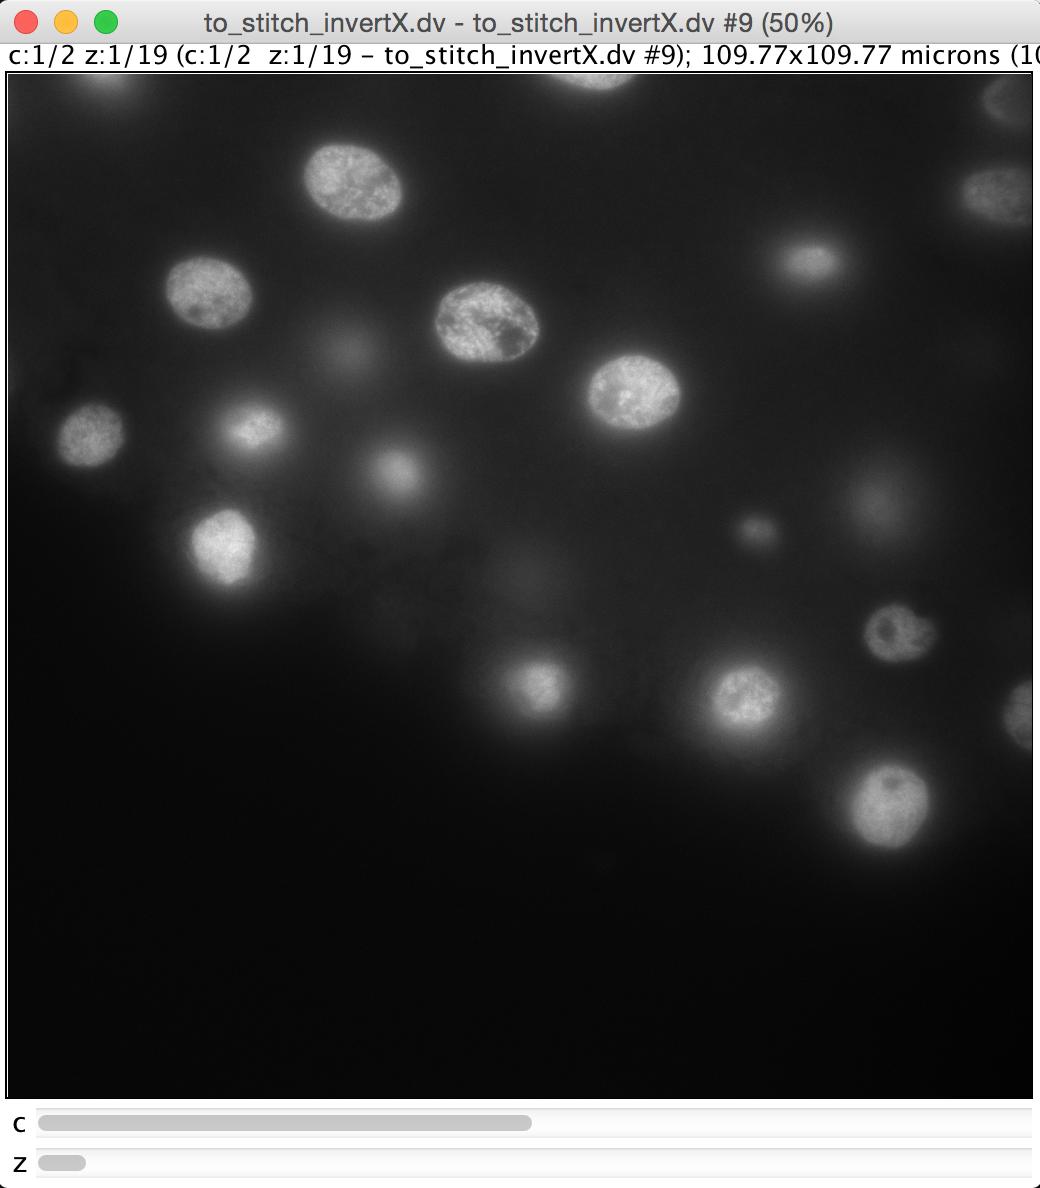 to_stitch_invertX.dv - to_stitch_invertX.dv #9 (50%)
c:1/2 z:1/19 (c:1/2 z:1/19 - to_stitch_invertX.dv #9); 109.77x109.77 microns (10
c
z